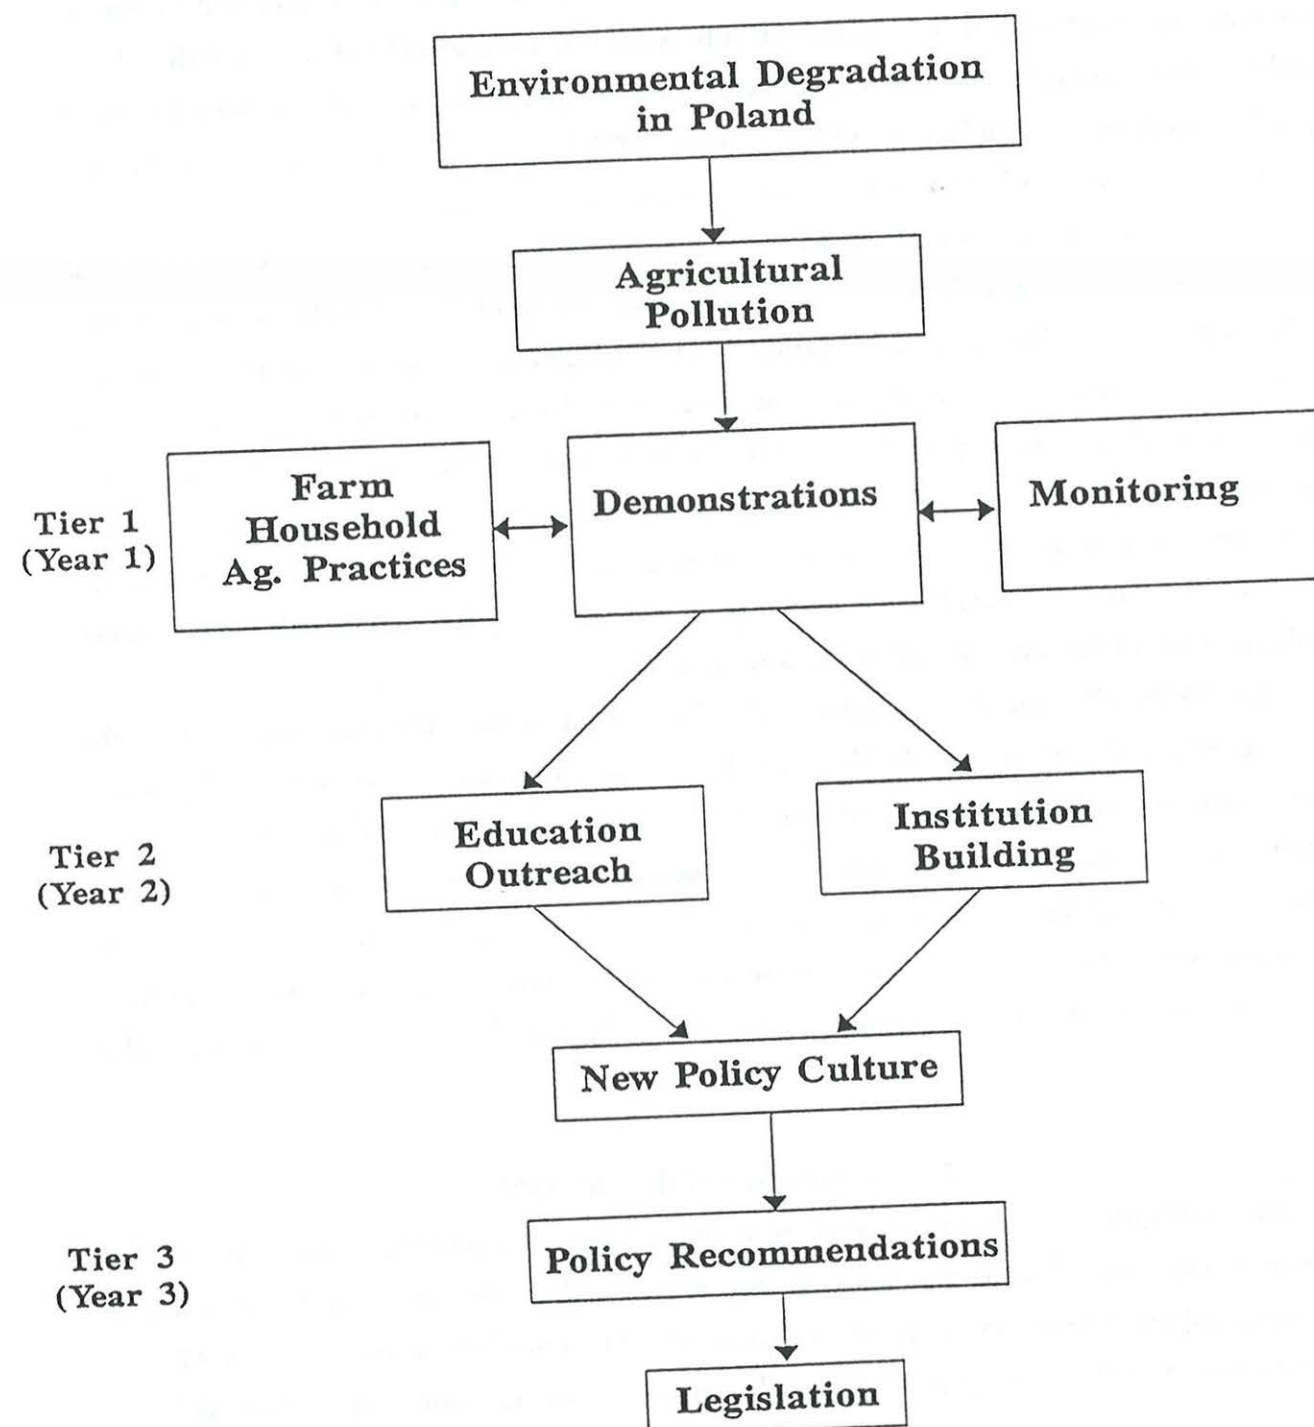 Environmental Degradation
in Poland
Agricultural
Pollution
Tier 1
(Year 1)
Farm
Household
Ag. Practices
Demonstrations
Monitoring
Tier 2
(Year 2)
Education
Outreach
Institution
Building
New Policy Culture
Tier 3
(Year 3)
Policy Recommendations
Legislation